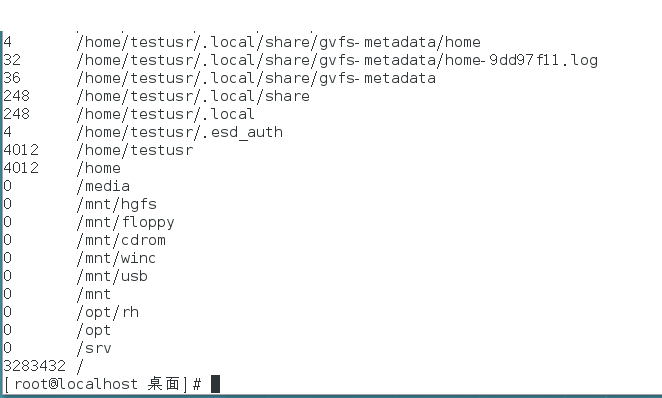 4 /home/testusr/.local/share/gvfs-metadata/home
32 /home/testusr/.local/share/gvfs-metadata/home-9dd97f11.log
36 /home/testusr/.local/share/gvfs-metadata
248 /home/testusr/.local/share
248 /home/testusr/.local
4 /home/testusr/.esd_auth
4012 /home/testusr
4012 /home
0 /media
0 /mnt/hgfs
0 /mnt/floppy
0 /mnt/cdrom
0 /mnt/winc
0 /mnt/usb
0 /mnt
0 /opt/rh
0 /opt
0 /srv
3283432 /
[root@localhost 桌面]#